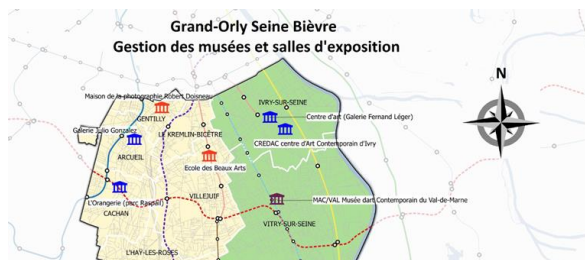 Grand-Orly Seine Bièvre
Gestion des musées et salles d'exposition
N
Maison de la photographie Robert Doisneau
GENTILLY
IVRY-SUR-SEINE
Centre d'art (Galerie Fernand Léger)
Galerie Julio Gonzalez
LE KREMLIN-BICÊTRE
CREDAC centre d'Art Contemporain d'Ivry
ARCUEIL
Ecole des Beaux Arts
VILLEJUIF
L'Orangerie (parc Raspail)
MAC/VAL Musée dart Contemporain du Val-de-Marne
CACHAN
VITRY-SUR-SEINE
L'HAŸ-LES-ROSES